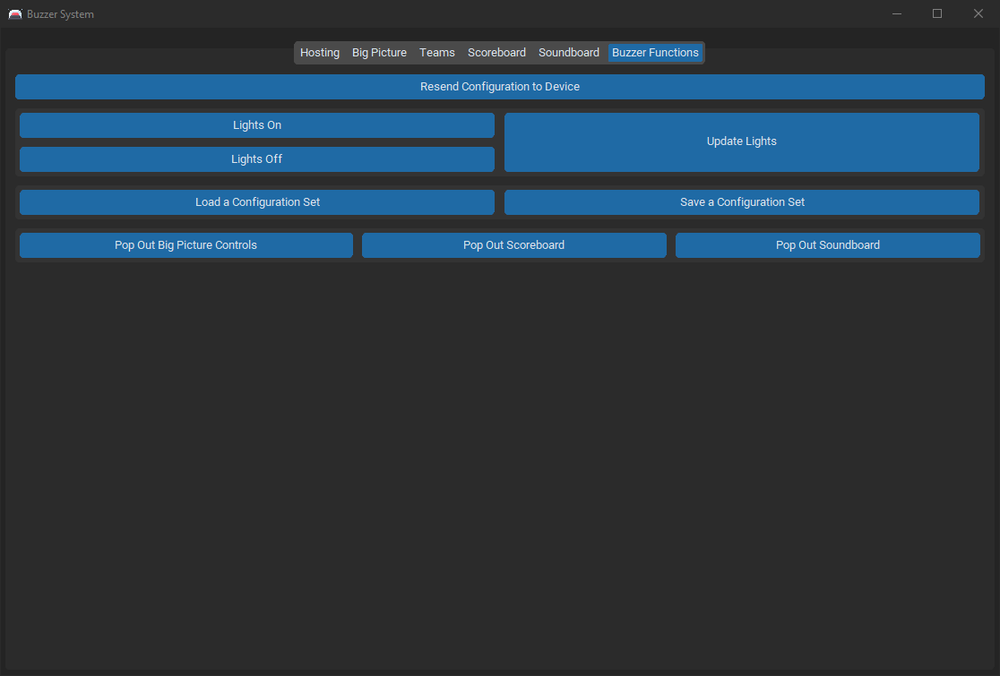 Buzzer System
Hosting Big Picture Teams Scoreboard Soundboard Buzzer Functions
Resend Configuration to Device
Lights On
Update Lights
Lights Off
Load a Configuration Set Save a Configuration Set
Pop Out Big Picture Controls Pop Out Scoreboard Pop Out Soundboard